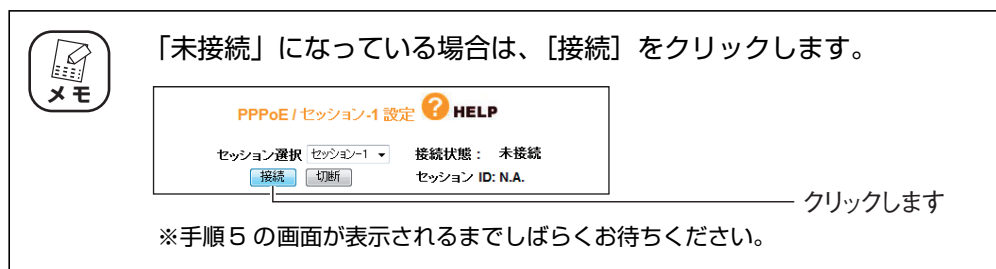 「未接続」になっている場合は、［接続］をクリックします。
メモ
PPPoE / セッション-1 設定 ? HELP
セッション選択 セッション-1 接続状態： 未接続
接続 切断 セッション ID: N.A.
クリックします
※手順５の画面が表示されるまでしばらくお待ちください。